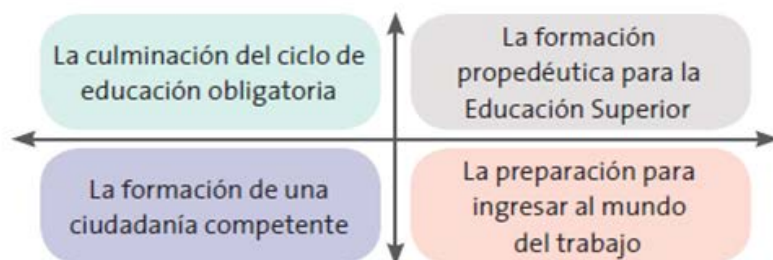 La culminación del ciclo de
educación obligatoria
La formación
propedéutica para la
Educación Superior
La formación de una
ciudadanía competente
La preparación para
ingresar al mundo
del trabajo